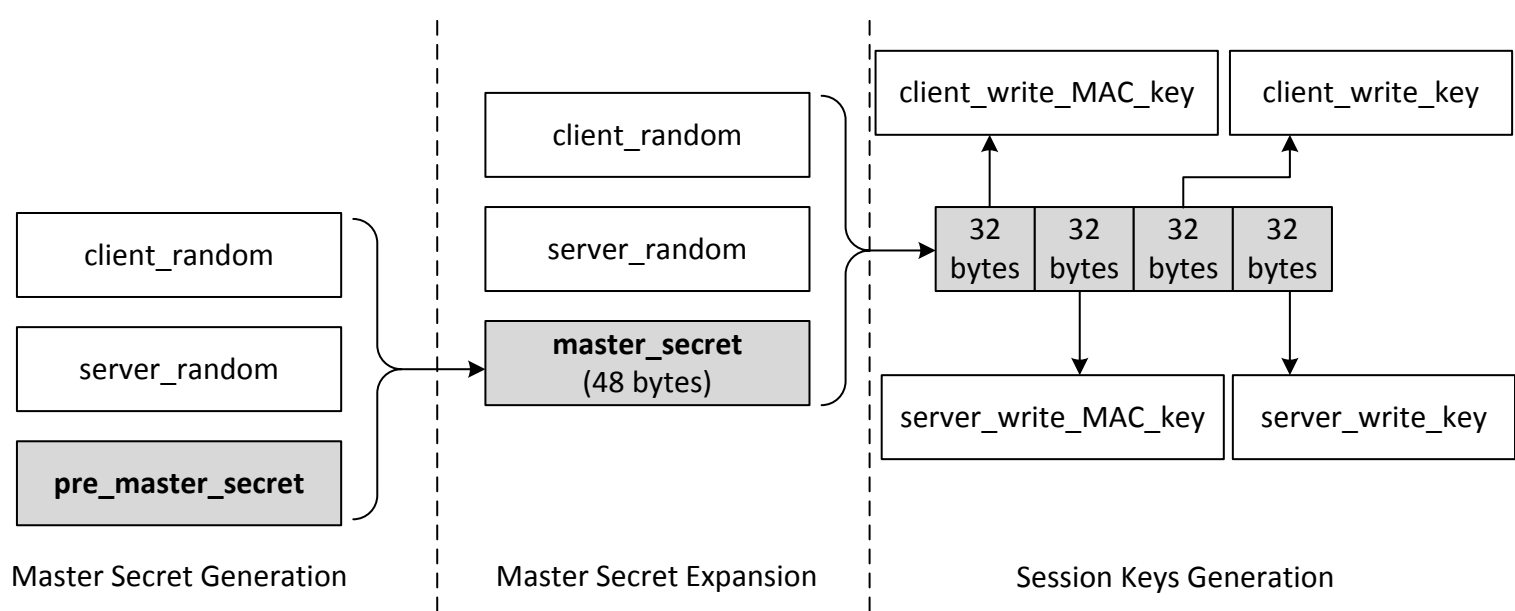 client_random
server_random
pre_master_secret
Master Secret Generation
client_random
server_random
master_secret
(48 bytes)
Master Secret Expansion
client_write_MAC_key
client_write_key
32 32 32 32
bytes bytes bytes bytes
server_write_MAC_key
server_write_key
Session Keys Generation